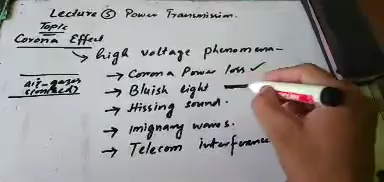 Lecture ⑤ Power Transmission.
Topic
Corona Effect
↳ high voltage phenomena-
→ Corona Power loss ✓
air-gases
→ Bluish light
→ Hissing sound.
→ Imignary waves.
→ Telecom interference